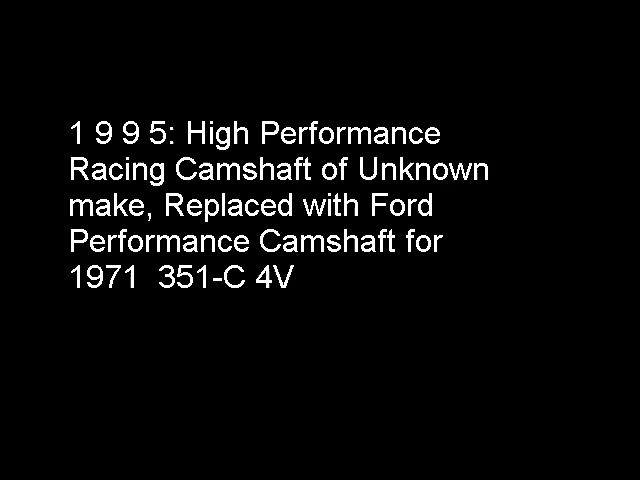 1 9 9 5: High Performance
Racing Camshaft of Unknown
make, Replaced with Ford
Performance Camshaft for
1971  351-C 4V